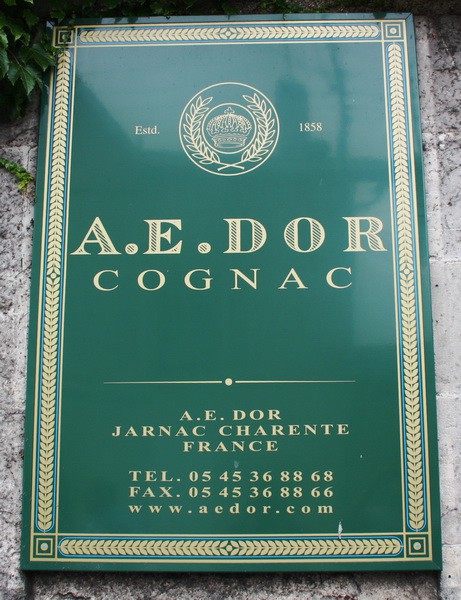 Estd. 1858
A.E.DOR
COGNAC
A.E.DOR
JARNAC CHARENTE
FRANCE
TEL. 05 45 36 88 68
FAX. 05 45 36 88 66
www.aedor.com